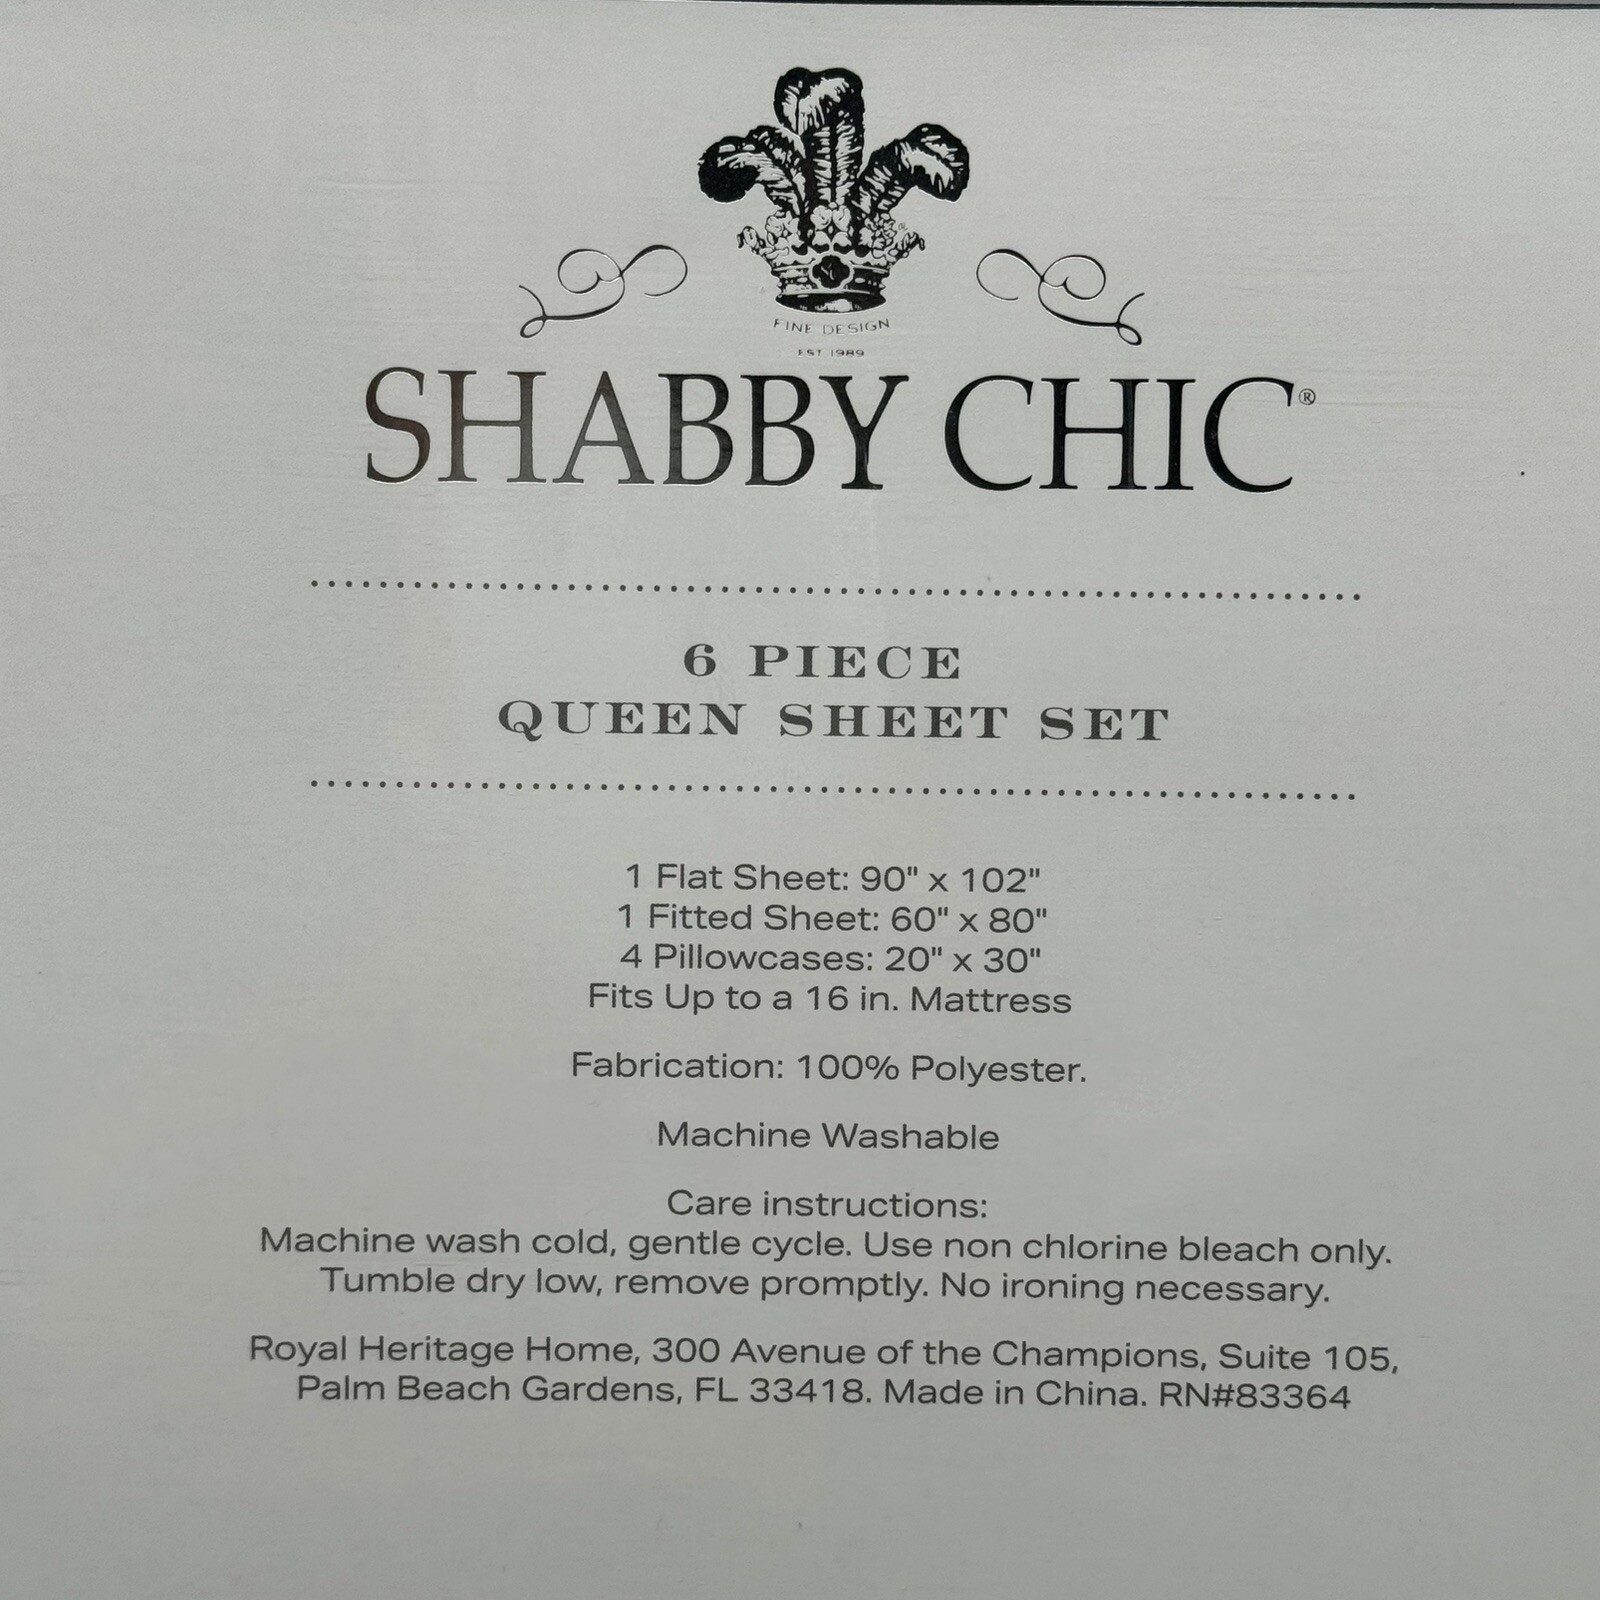 FINE DESIGN
EST 1989
SHABBY CHIC®
6 PIECE
QUEEN SHEET SET
1 Flat Sheet: 90" x 102"
1 Fitted Sheet: 60" x 80"
4 Pillowcases: 20" x 30"
Fits Up to a 16 in. Mattress
Fabrication: 100% Polyester.
Machine Washable
Care instructions:
Machine wash cold, gentle cycle. Use non chlorine bleach only.
Tumble dry low, remove promptly. No ironing necessary.
Royal Heritage Home, 300 Avenue of the Champions, Suite 105,
Palm Beach Gardens, FL 33418. Made in China. RN#83364